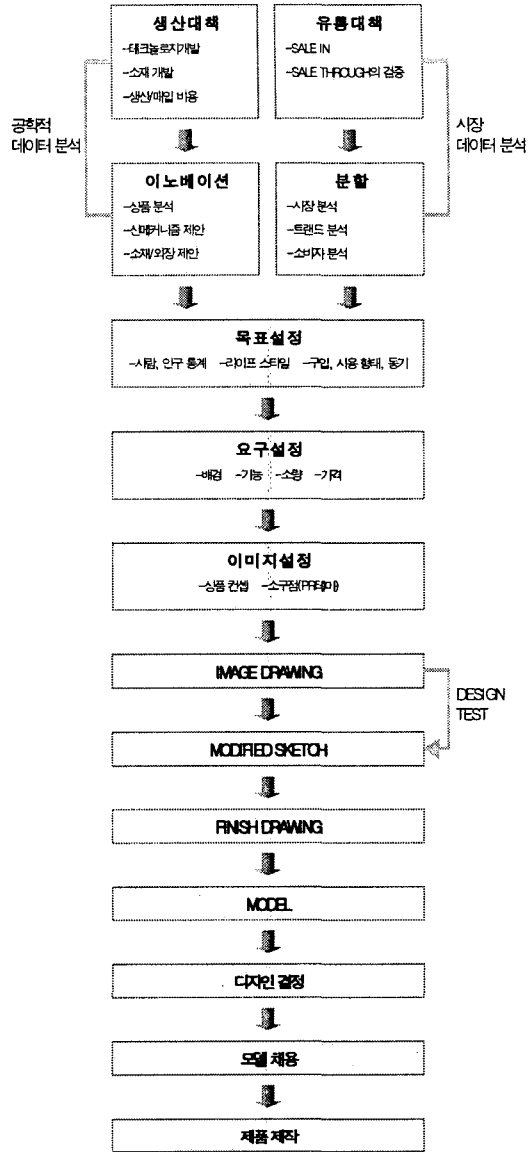 생산대책
-테크놀로지개발
-소재 개발
-생산/매입 비용
유통대책
-SALE IN
-SALE THROUGH의 검증
공학적
데이터 분석
시장
데이터 분석
이노베이션
-상품 분석
-신메커니즘 제안
-소재/외장 제안
분할
-시장 분석
-트랜드 분석
-소비자 분석
목표설정
-사람, 인구 통계 -라이프 스타일 -구입, 사용 형태, 동기
요구설정
-배경 -기능 -소량 -가격
이미지설정
-상품 컨셉 -소구점
IMAGE DRAWING
DESIGN
TEST
MODIFIED SKETCH
FINISH DRAWING
MODEL
디자인 결정
모델 채용
제품 제작